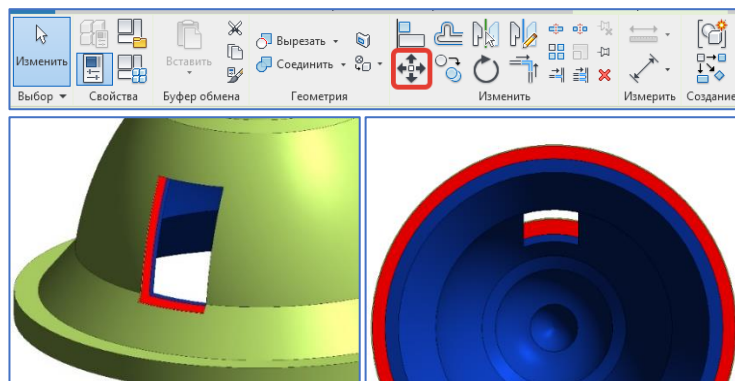 Изменить
Вставить
Вырезать
Соединить
Выбор
Свойства
Буфер обмена
Геометрия
Изменить
Измерить
Создание